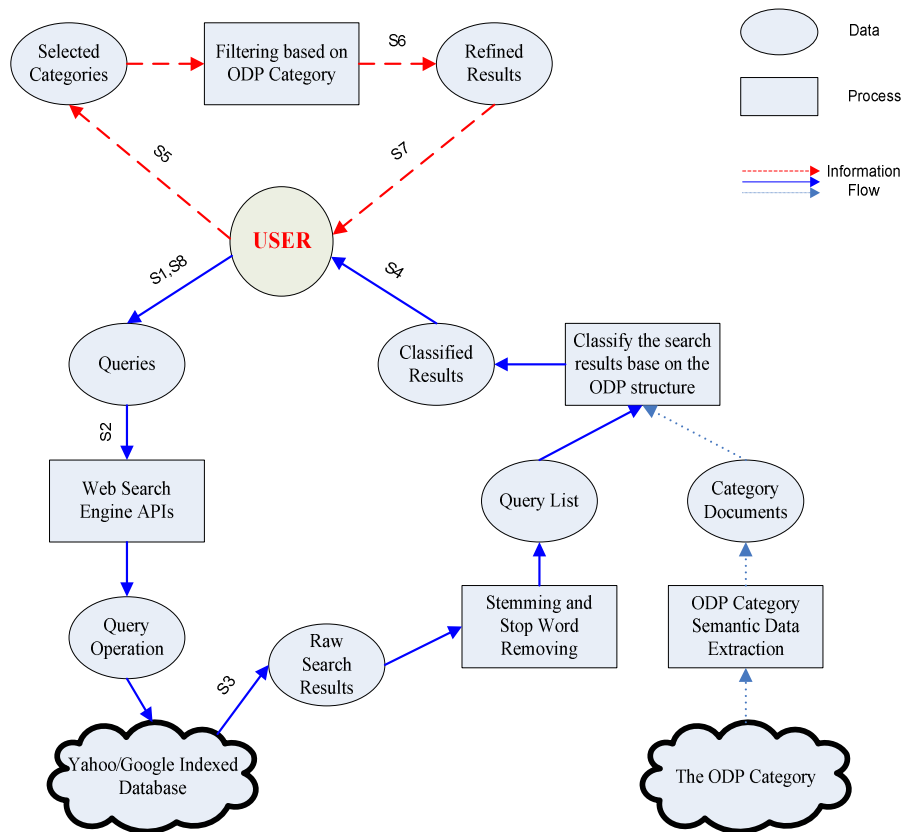 Selected
Categories
Filtering based on
ODP Category
S6
Refined
Results
Data
Process
Information
Flow
S5
S7
USER
S1,S8
S4
Queries
Classified
Results
Classify the search
results base on the
ODP structure
S2
Web Search
Engine APIs
Query List
Category
Documents
Query
Operation
Raw
Search
Results
Stemming and
Stop Word
Removing
ODP Category
Semantic Data
Extraction
S3
Yahoo/Google Indexed
Database
The ODP Category